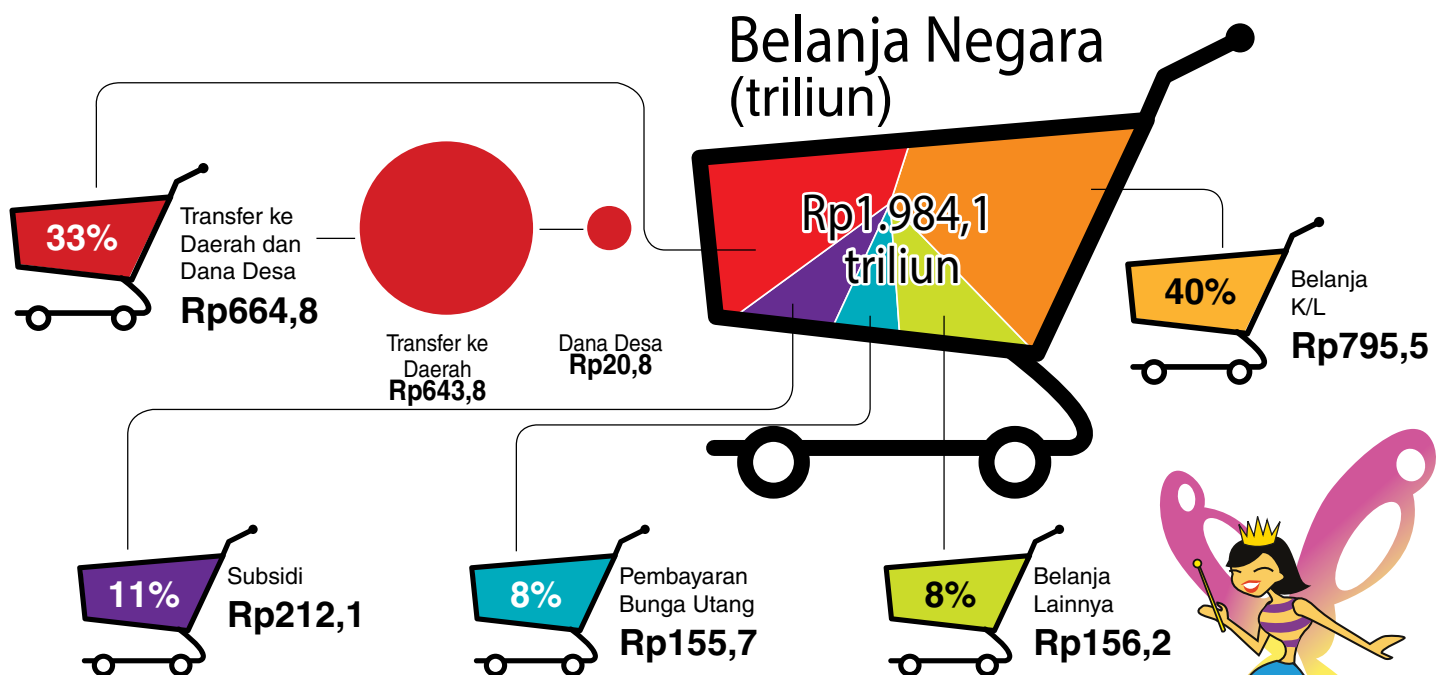 Belanja Negara
(triliun)
Rp1.984,1
triliun
33%
Transfer ke
Daerah dan
Dana Desa
Rp664,8
Transfer ke
Daerah
Rp643,8
Dana Desa
Rp20,8
40%
Belanja
K/L
Rp795,5
11%
Subsidi
Rp212,1
8%
Pembayaran
Bunga Utang
Rp155,7
8%
Belanja
Lainnya
Rp156,2